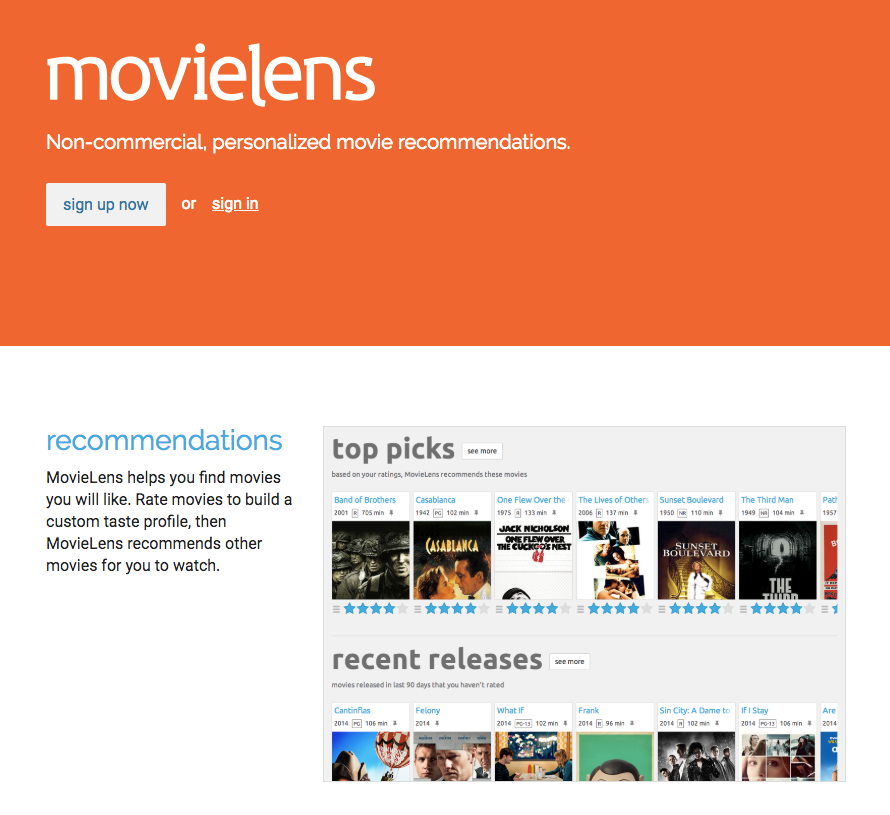 movielens
Non-commercial, personalized movie recommendations.
sign up now or sign in
recommendations
MovieLens helps you find movies
you will like. Rate movies to build a
custom taste profile, then
MovieLens recommends other
movies for you to watch.
top picks see more
based on your ratings, MovieLens recommends these movies
Band of Brothers
2001 R 705 min
Casablanca
1942 PG 102 min
CASABLANCA
One Flew Over the
1975 R 133 min
JACK NICHOLSON
ONE FLEW OVER
THE CUCKOO'S NEST
The Lives of Others
2006 R 137 min
Sunset Boulevard
1950 NR 110 min
SUNSET
BOULEVARD
The Third Man
1949 NR 104 min
THE
THIRD
Path
1957
recent releases see more
movies released in last 90 days that you haven't rated
Cantinflas
2014 PG 106 min
Felony
2014
What If
2014 PG-13 102 min
Frank
2014 R 96 min
Sin City: A Dame to
2014 R 102 min
If I Stay
2014 PG-13 106 min
Are
2014